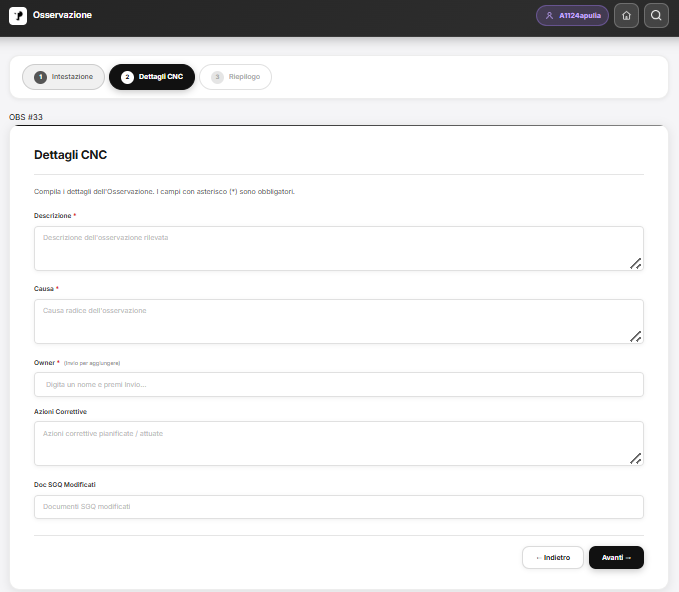 Osservazione
A1124apulia
1 Intestazione
2 Dettagli CNC
3 Riepilogo
OBS #33
Dettagli CNC
Compila i dettagli dell'Osservazione. I campi con asterisco (*) sono obbligatori.
Descrizione *
Descrizione dell'osservazione rilevata
Causa *
Causa radice dell'osservazione
Owner * (Invio per aggiungere)
Digita un nome e premi Invio...
Azioni Correttive
Azioni correttive pianificate / attuate
Doc SGQ Modificati
Documenti SGQ modificati
← Indietro
Avanti →